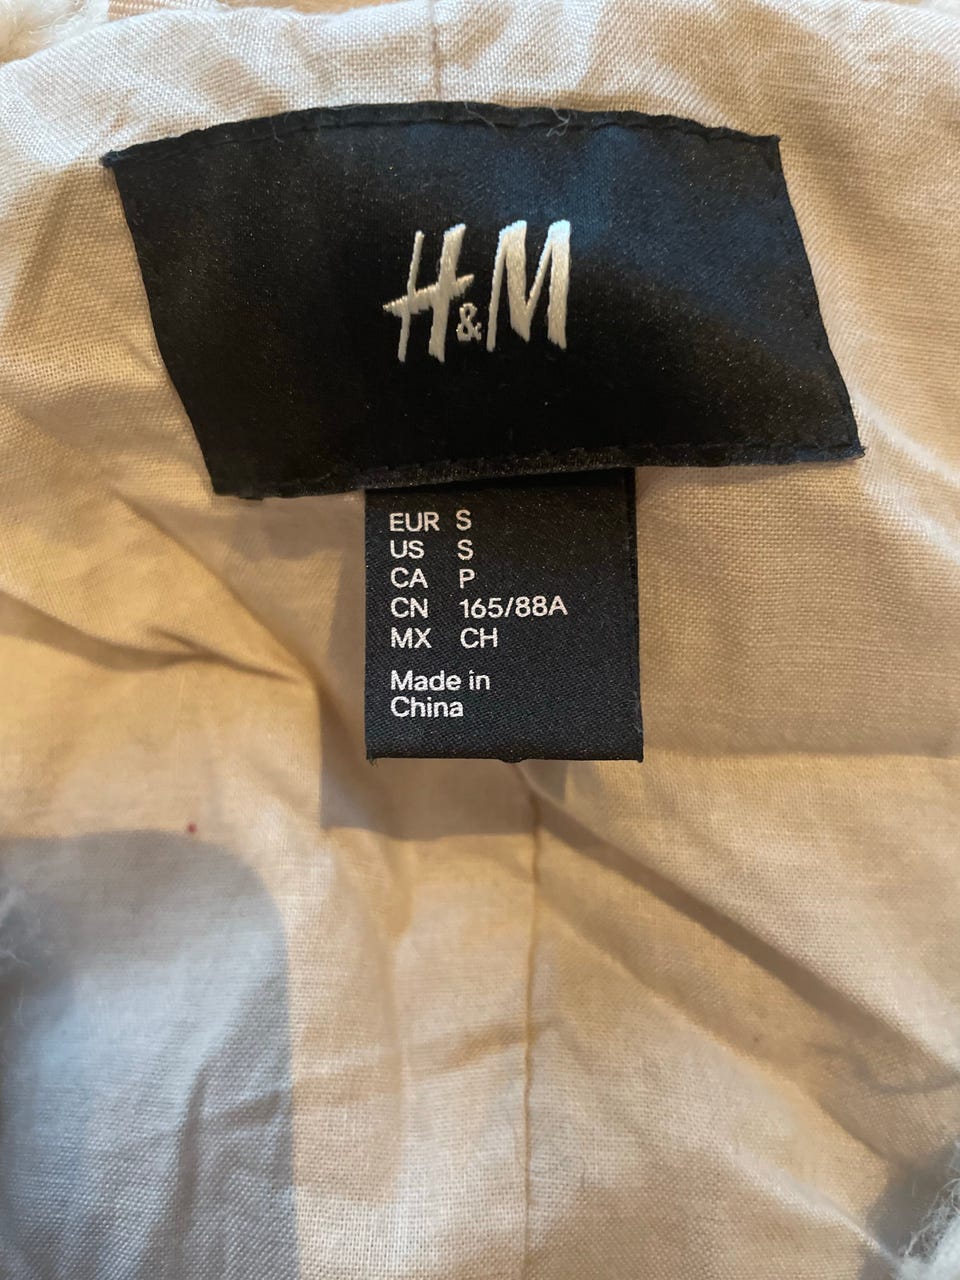 H&M
EUR S
US S
CA P
CN 165/88A
MX CH
Made in
China